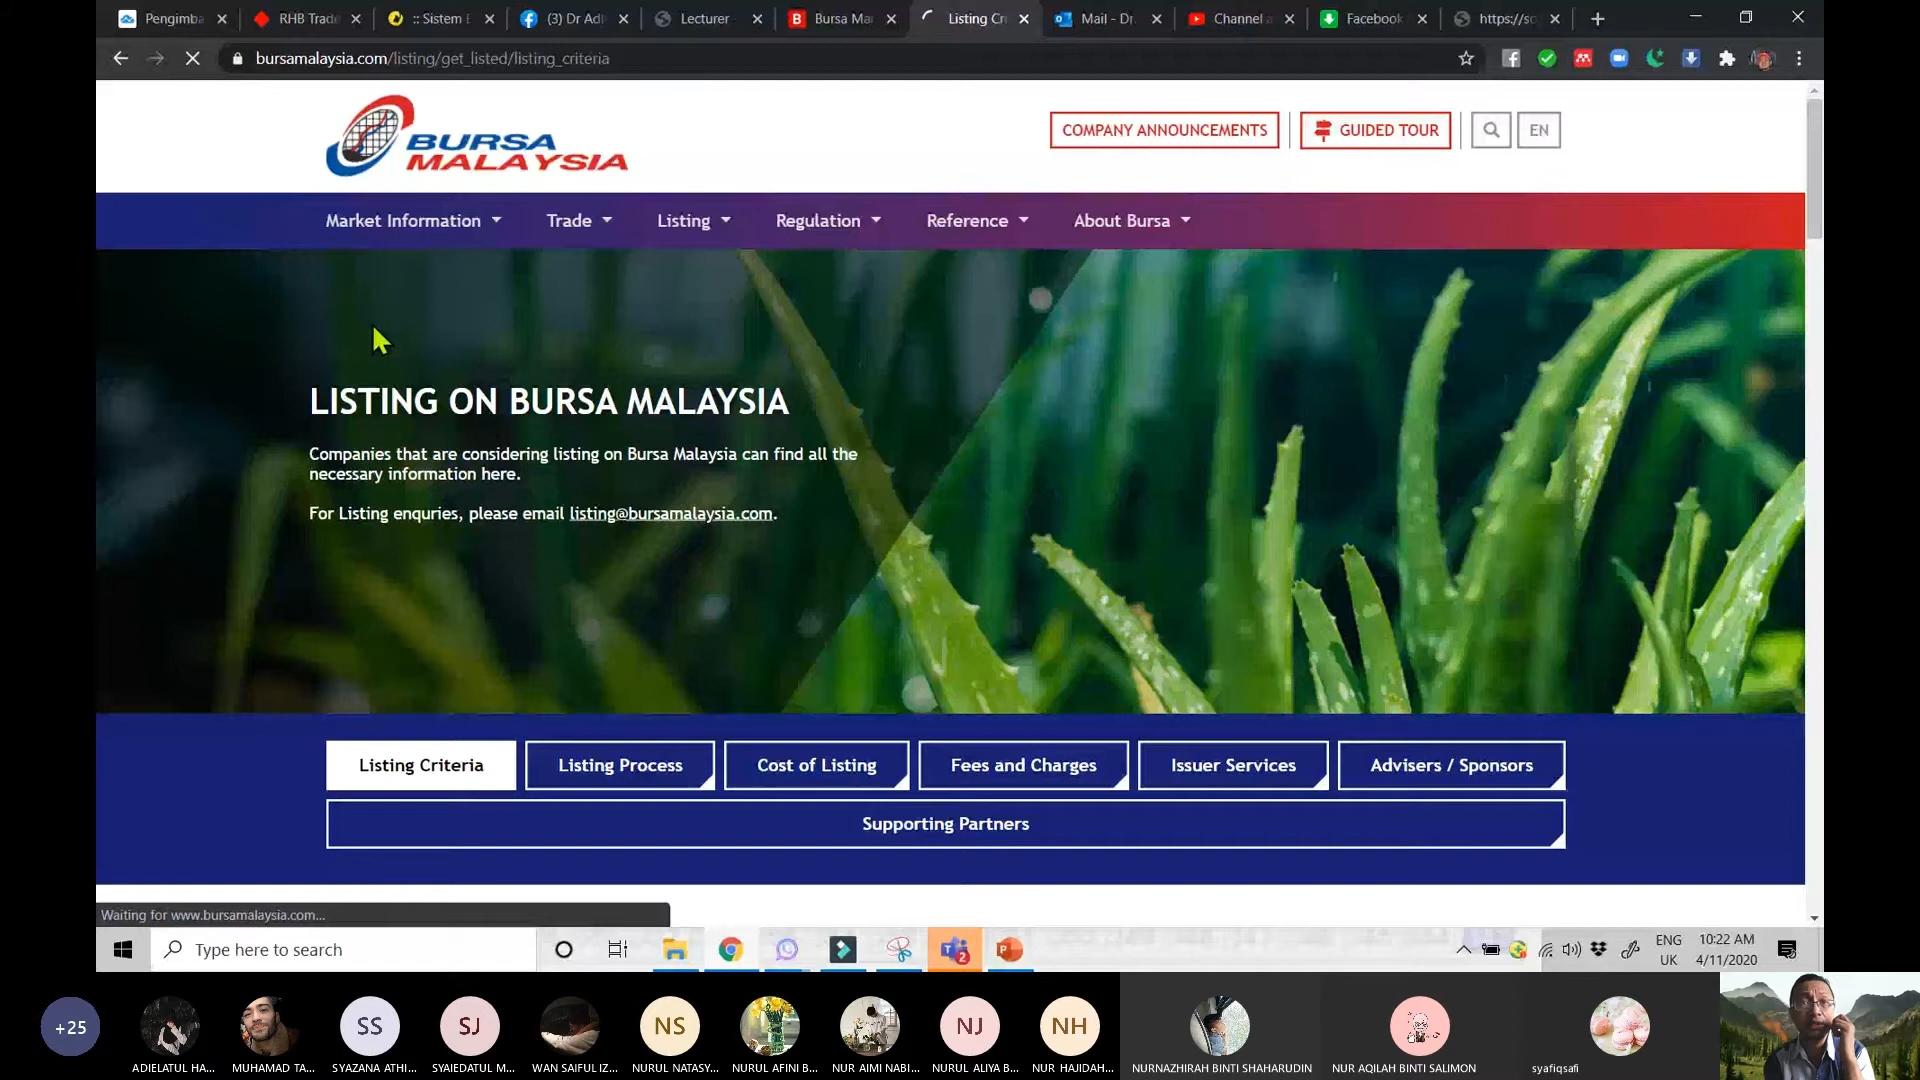 Pengimba
RHB Trade
:: Sistem E
(3) Dr Adi
Lecturer
Bursa Mal
Listing Cri
Mail - Dr.
Channel a
Facebook
https://so
bursamalaysia.com/listing/get_listed/listing_criteria
BURSA
MALAYSIA
COMPANY ANNOUNCEMENTS
GUIDED TOUR
EN
Market Information
Trade
Listing
Regulation
Reference
About Bursa
LISTING ON BURSA MALAYSIA
Companies that are considering listing on Bursa Malaysia can find all the
necessary information here.
For Listing enquries, please email listing@bursamalaysia.com.
Listing Criteria
Listing Process
Cost of Listing
Fees and Charges
Issuer Services
Advisers / Sponsors
Supporting Partners
Waiting for www.bursamalaysia.com...
Type here to search
2
ENG
UK
10:22 AM
4/11/2020
+25
SS
SJ
NS
NJ
NH
ADIELATUL HA...
MUHAMAD TA...
SYAZANA ATHI...
SYAIEDATUL M...
WAN SAIFUL IZ...
NURUL NATASY...
NURUL AFINI B...
NUR AIMI NABI...
NURUL ALIYA B...
NUR HAJIDAH...
NURNAZHIRAH BINTI SHAHARUDIN
NUR AQILAH BINTI SALIMON
syafiqsafi